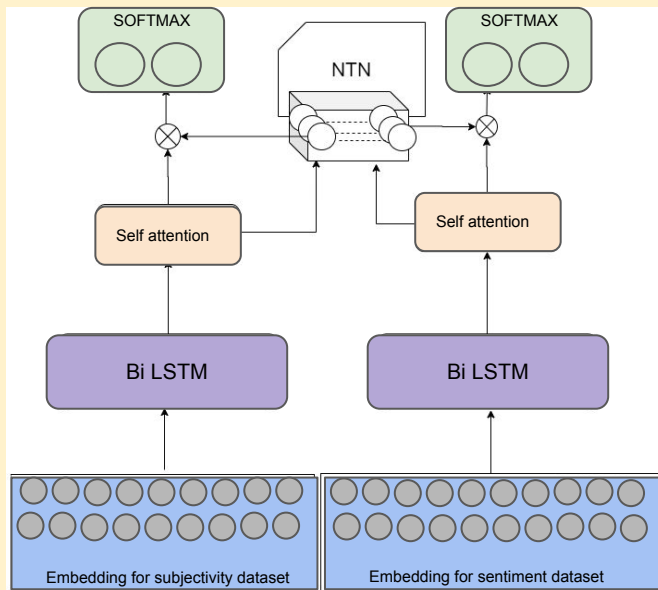 SOFTMAX
SOFTMAX
NTN
Self attention
Self attention
Bi LSTM
Bi LSTM
Embedding for subjectivity dataset
Embedding for sentiment dataset